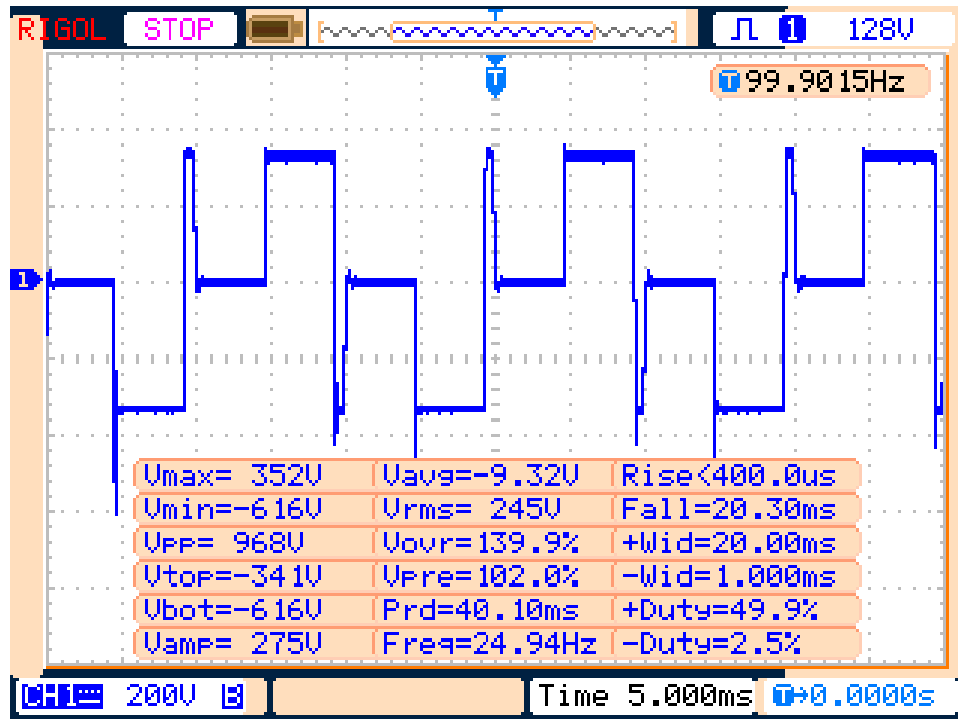 RIGOL STOP 1 128V
T
T 99.9015Hz
1
Vmax= 352V Vavg=-9.32V Rise<400.0us
Vmin=-616V Vrms= 245V Fall=20.30ms
Vpp= 968V Vovr=139.9% +Wid=20.00ms
Vtop=-341V Vpre=102.0% -Wid=1.000ms
Vbot=-616V Prd=40.10ms +Duty=49.9%
Vamp= 275V Freq=24.94Hz -Duty=2.5%
CH1 200V B Time 5.000ms T→0.0000s